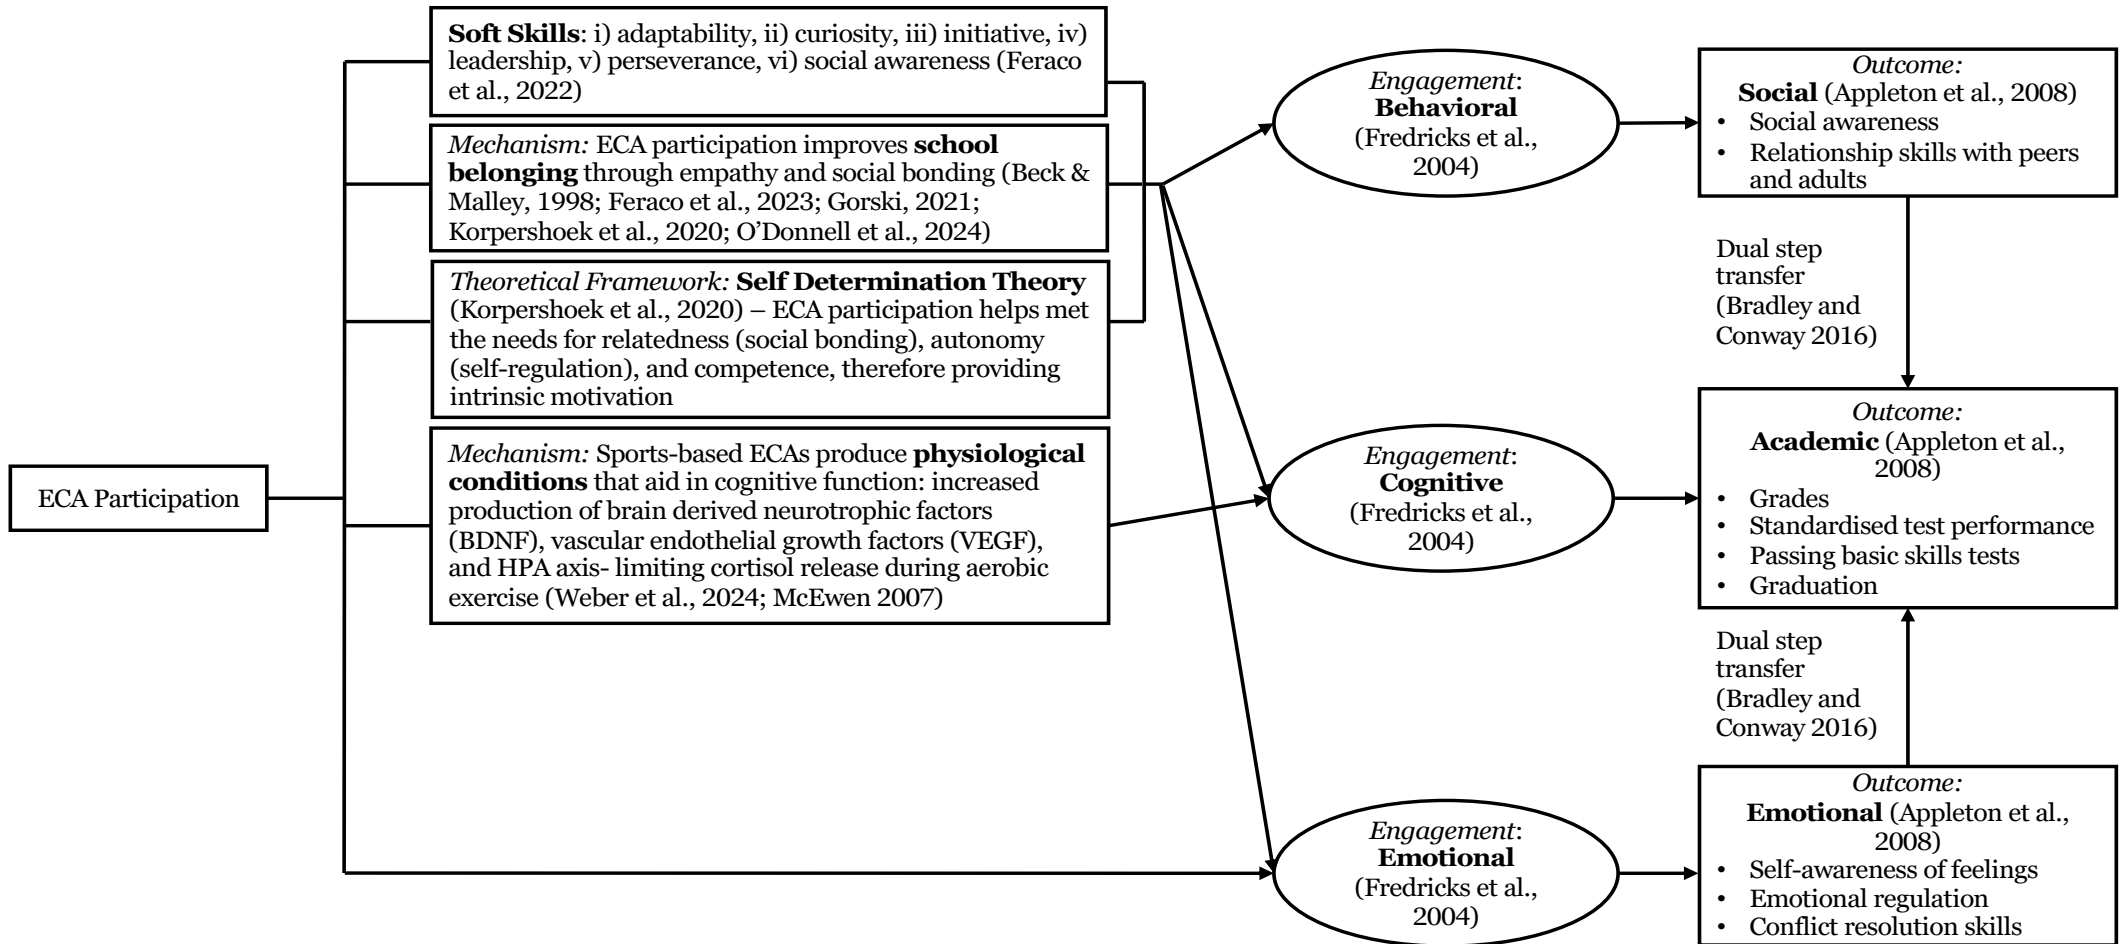 Soft Skills: i) adaptability, ii) curiosity, iii) initiative, iv)
leadership, v) perseverance, vi) social awareness (Feraco
et al., 2022)
Mechanism: ECA participation improves school
belonging through empathy and social bonding (Beck &
Malley, 1998; Feraco et al., 2023; Gorski, 2021;
Korpershoek et al., 2020; O’Donnell et al., 2024)
Theoretical Framework: Self Determination Theory
(Korpershoek et al., 2020) – ECA participation helps met
the needs for relatedness (social bonding), autonomy
(self-regulation), and competence, therefore providing
intrinsic motivation
ECA Participation
Mechanism: Sports-based ECAs produce physiological
conditions that aid in cognitive function: increased
production of brain derived neurotrophic factors
(BDNF), vascular endothelial growth factors (VEGF),
and HPA axis- limiting cortisol release during aerobic
exercise (Weber et al., 2024; McEwen 2007)
Engagement:
Behavioral
(Fredricks et al.,
2004)
Engagement:
Cognitive
(Fredricks et al.,
2004)
Engagement:
Emotional
(Fredricks et al.,
2004)
Outcome:
Social (Appleton et al., 2008)
• Social awareness
• Relationship skills with peers
and adults
Dual step
transfer
(Bradley and
Conway 2016)
Outcome:
Academic (Appleton et al.,
2008)
• Grades
• Standardised test performance
• Passing basic skills tests
• Graduation
Dual step
transfer
(Bradley and
Conway 2016)
Outcome:
Emotional (Appleton et al.,
2008)
• Self-awareness of feelings
• Emotional regulation
• Conflict resolution skills